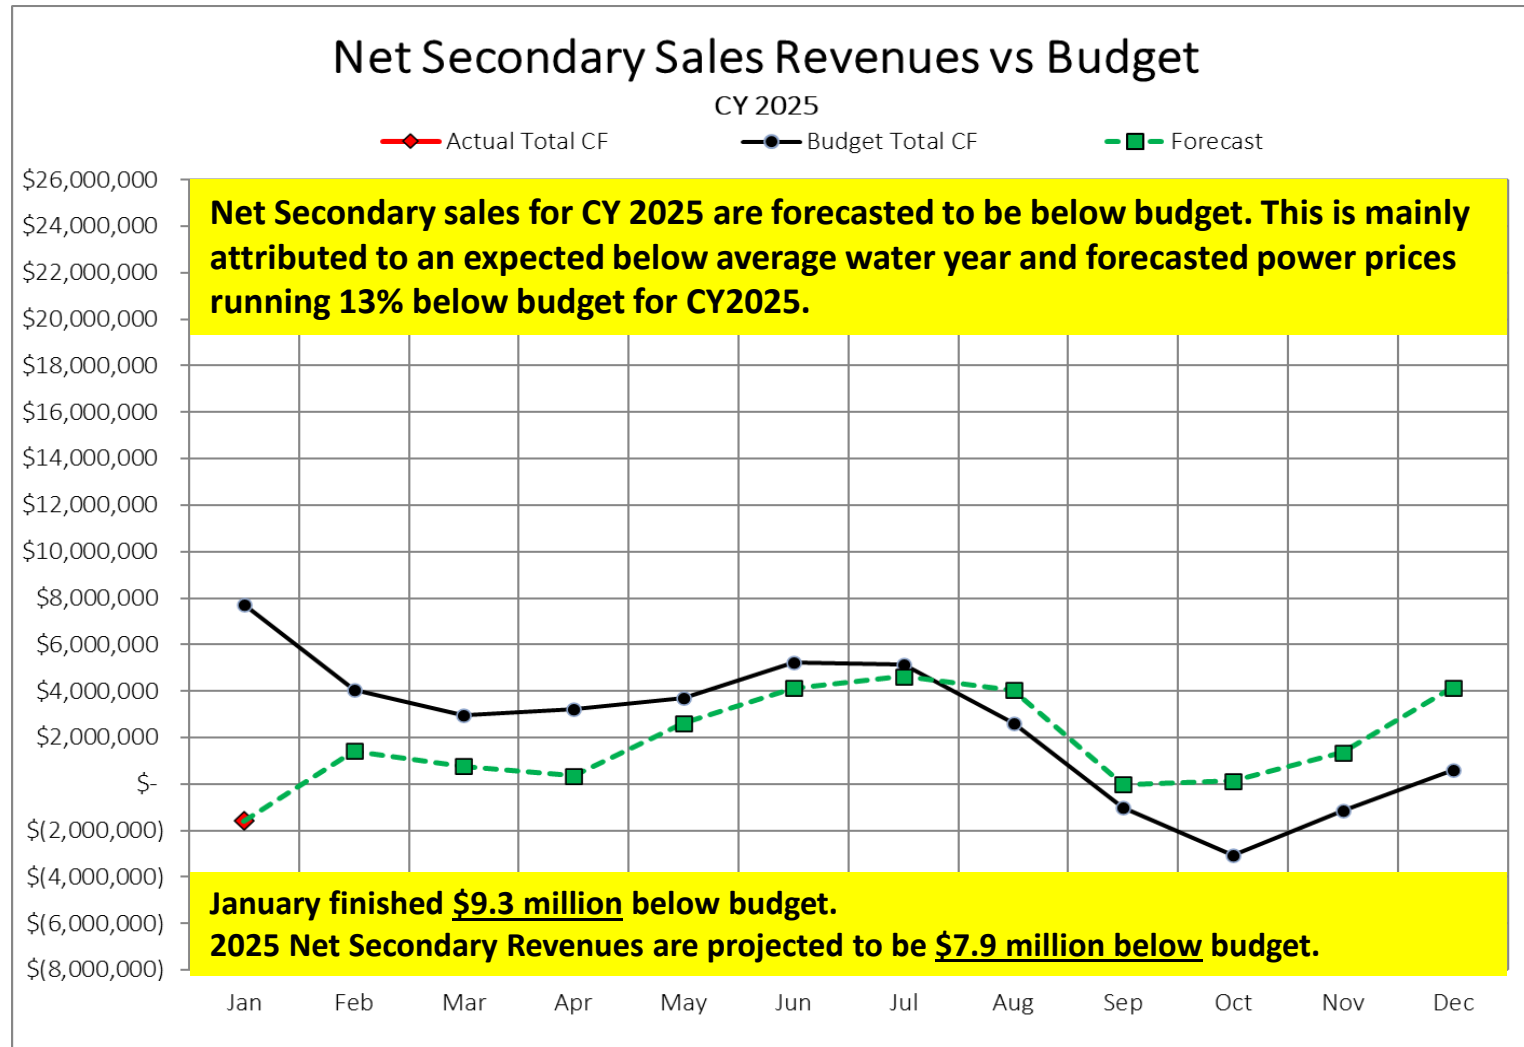 Net Secondary Sales Revenues vs Budget
CY 2025
Actual Total CF
Budget Total CF
Forecast
$26,000,000
$24,000,000
$22,000,000
$20,000,000
$18,000,000
$16,000,000
$14,000,000
$12,000,000
$10,000,000
$8,000,000
$6,000,000
$4,000,000
$2,000,000
$-
$(2,000,000)
$(4,000,000)
$(6,000,000)
$(8,000,000)
Net Secondary sales for CY 2025 are forecasted to be below budget. This is mainly
attributed to an expected below average water year and forecasted power prices
running 13% below budget for CY2025.
January finished $9.3 million below budget.
2025 Net Secondary Revenues are projected to be $7.9 million below budget.
Jan Feb Mar Apr May Jun Jul Aug Sep Oct Nov Dec